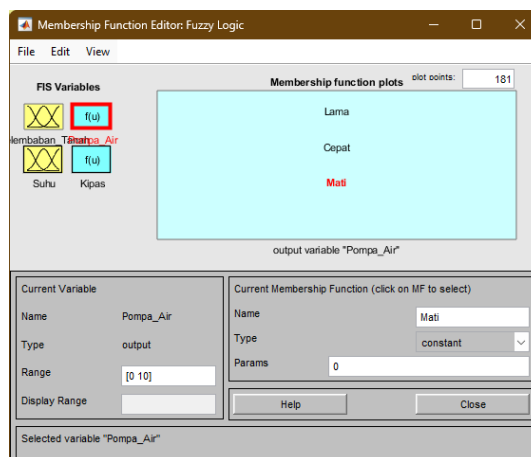 Membership Function Editor: Fuzzy Logic
File Edit View
FIS Variables
Membership function plots plot points: 181
f(u)
Pompa_Air
f(u)
Suhu Kipas
Lama
Cepat
Mati
output variable "Pompa_Air"
Current Variable
Name Pompa_Air
Type output
Range [0 10]
Display Range
Current Membership Function (click on MF to select)
Name Mati
Type constant
Params 0
Help Close
Selected variable "Pompa_Air"